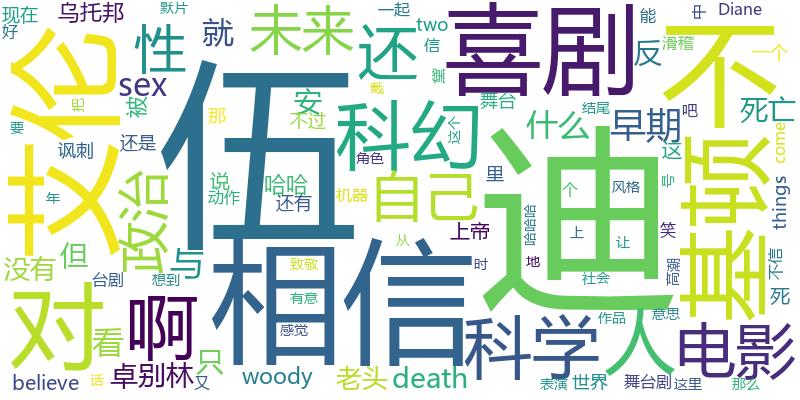 现在
好
乌托邦
默片
一起
能
中
Diane
性
就
未来
还
two
信
喜剧
反
滑稽
不
一个
把
要
sex
被
安
那
不过
科幻
舞台
这个
结尾
什么
早期
吧
死亡
艾伦
讽刺
还是
伍
戴
角色
迪
这
come
政治
说
动作
哈哈
还有
机器
自己
里
个
风格
号
things
基顿
年
但
与
上帝
哈哈哈
上
让
笑
没有
台剧
想到
相信
致敬
从
时
地
社会
高潮
不信
死
对
看
啊
只
有意
感觉
科学
作品
意思
人
电影
believe
话
卓别林
又
woody
老头
death
表演
世界
舞台剧
这里
那么